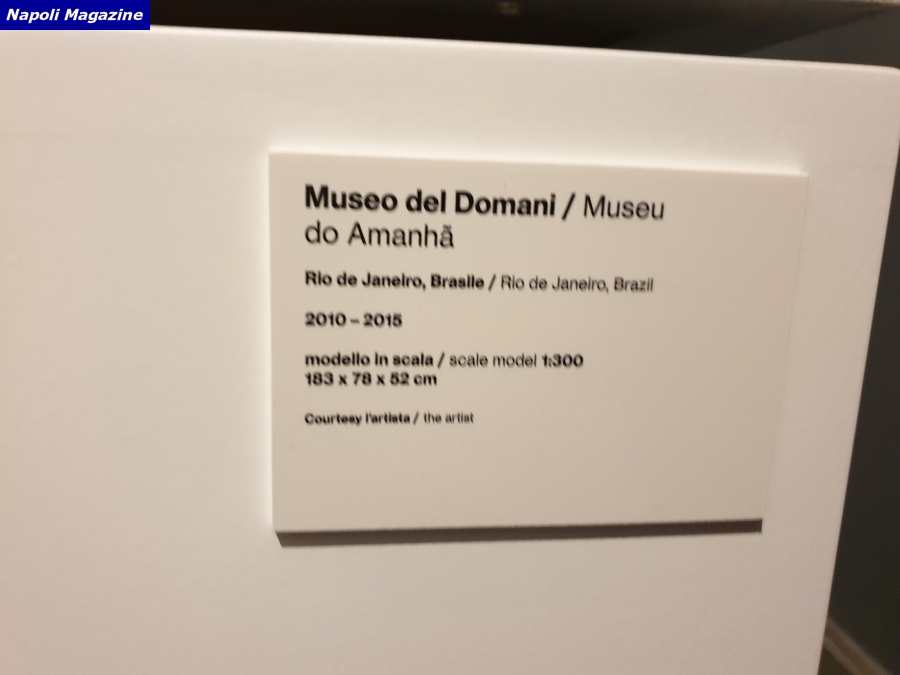 Napoli Magazine
Museo del Domani / Museu
do Amanhã
Rio de Janeiro, Brasile / Rio de Janeiro, Brazil
2010 – 2015
modello in scala / scale model 1:300
183 x 78 x 52 cm
Courtesy l'artista / the artist